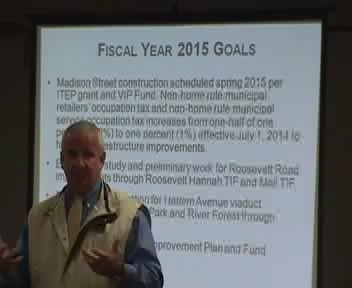 FISCAL YEAR 2015 GOALS
• Madison Street construction scheduled spring 2015 per
ITEP grant and VIP Fund. Non-home rule municipal
retailers' occupation tax and non-home rule municipal
service occupation tax increases from one-half of one
to one percent (1%) effective July 1, 2014 to
improvements.
study and preliminary work for Roosevelt Road
through Roosevelt Hannah TIF and Mall TIF.
for Harlem Avenue viaduct
Park and River Forest through
Improvement Plan and Fund